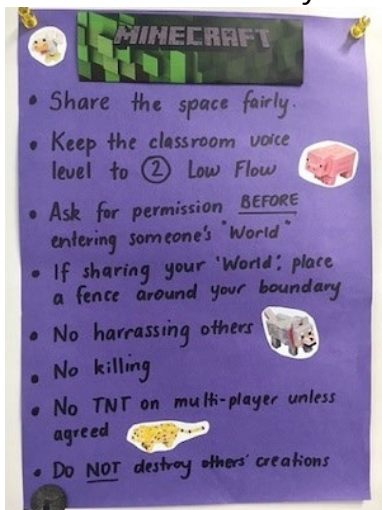 MINECRAFT
• Share the space fairly.
• Keep the classroom voice
level to ② Low Flow
• Ask for permission BEFORE
entering someone's "World"
• If sharing your 'World', place
a fence around your boundary
• No harrassing others
• No killing
• No TNT on multi-player unless
agreed
• Do NOT destroy others' creations